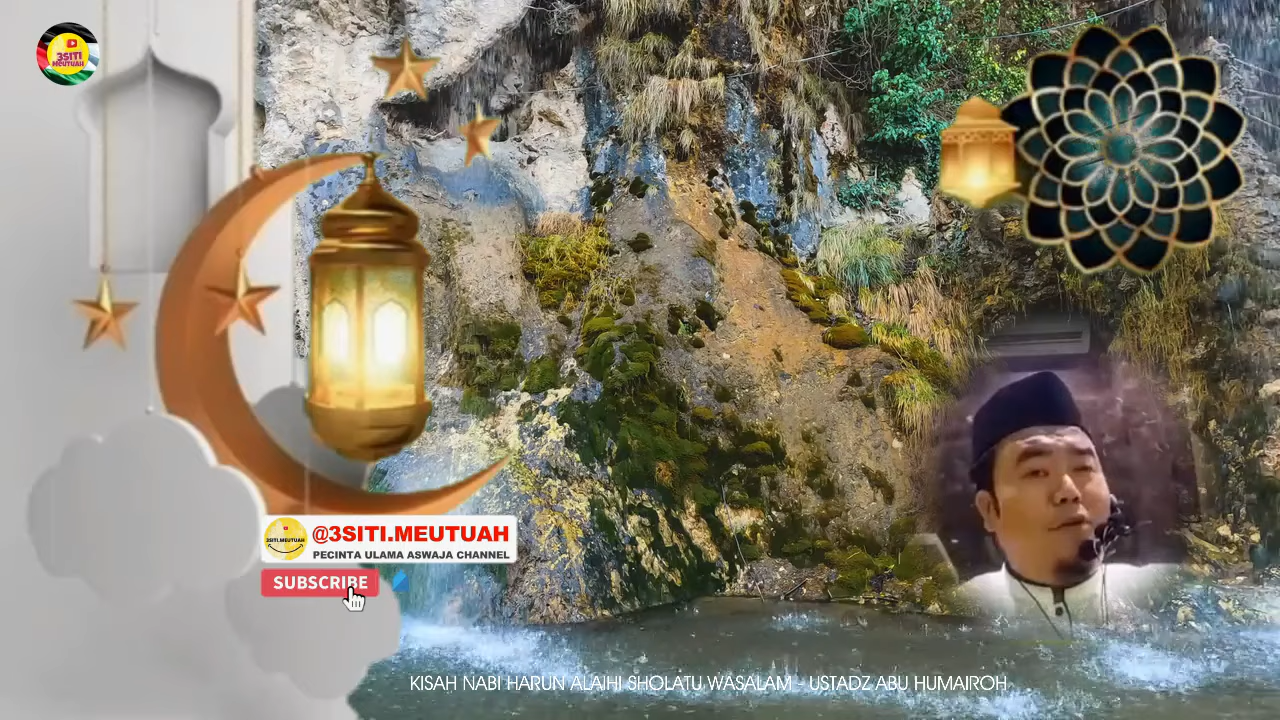 3SITI
MEUTUAH
3SITI.MEUTUAH
@3SITI.MEUTUAH
PECINTA ULAMA ASWAJA CHANNEL
SUBSCRIBE
KISAH NABI HARUN ALAIHI SHOLATU WASALAM - USTADZ ABU HUMAIROH